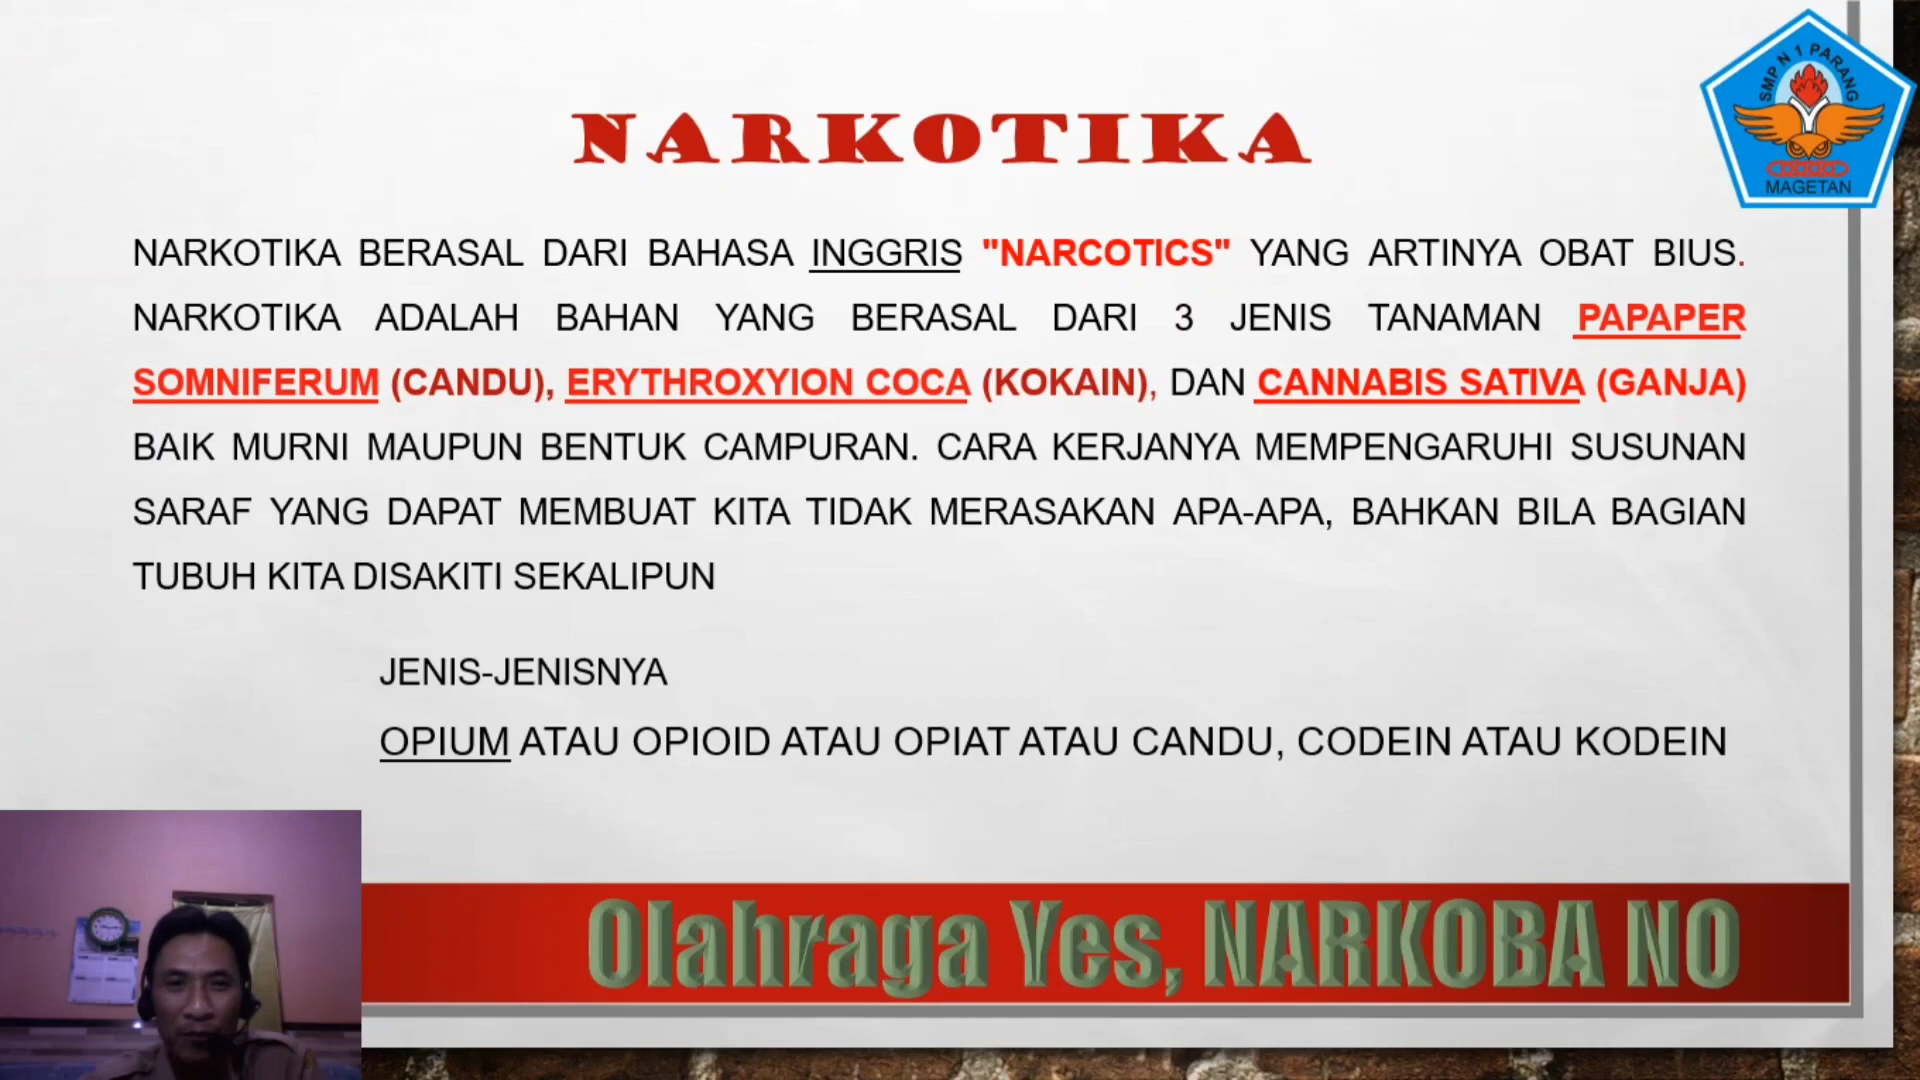 SMP N 1 PARANG
MAGETAN
NARKOTIKA
NARKOTIKA BERASAL DARI BAHASA INGGRIS "NARCOTICS" YANG ARTINYA OBAT BIUS.
NARKOTIKA ADALAH BAHAN YANG BERASAL DARI 3 JENIS TANAMAN PAPAPER
SOMNIFERUM (CANDU), ERYTHROXYION COCA (KOKAIN), DAN CANNABIS SATIVA (GANJA)
BAIK MURNI MAUPUN BENTUK CAMPURAN. CARA KERJANYA MEMPENGARUHI SUSUNAN
SARAF YANG DAPAT MEMBUAT KITA TIDAK MERASAKAN APA-APA, BAHKAN BILA BAGIAN
TUBUH KITA DISAKITI SEKALIPUN
JENIS-JENISNYA
OPIUM ATAU OPIOID ATAU OPIAT ATAU CANDU, CODEIN ATAU KODEIN
Olahraga Yes, NARKOBA NO